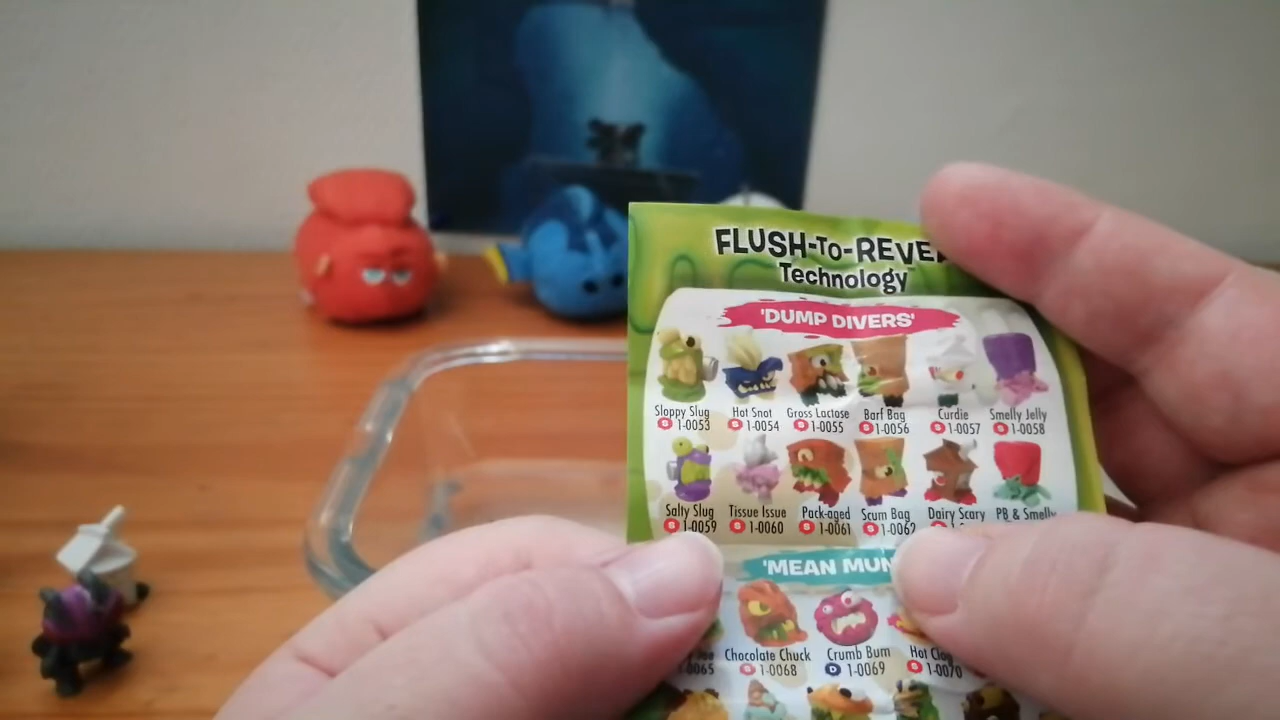 FLUSH-TO-REVEA
Technology
'DUMP DIVERS'
Sloppy Slug Hot Snot Gross Lactose Barf Bag Curdie Smelly Jelly
S 1-0053 S 1-0054 S 1-0055 S 1-0056 S 1-0057 S 1-0058
Salty Slug Tissue Issue Pack-aged Scum Bag Dairy Scary PB & Smelly
S 1-0059 S 1-0060 S 1-0061 S 1-0062 S
'MEAN MUN
Chocolate Chuck Crumb Bum Hot
0065 S 1-0068 D 1-0069 S 1-0070